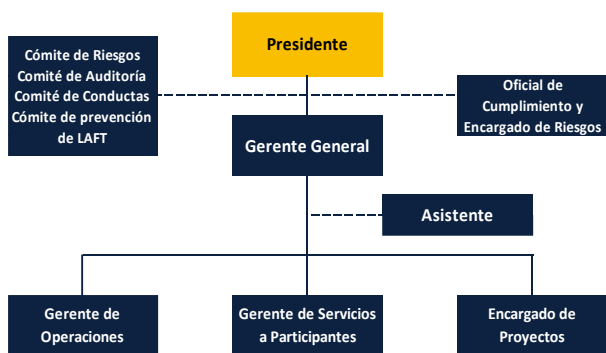 Presidente
Cómite de Riesgos
Comité de Auditoría
Comité de Conductas
Cómite de prevención
de LAFT
Oficial de
Cumplimiento y
Encargado de Riesgos
Gerente General
Asistente
Gerente de
Operaciones
Gerente de Servicios
a Participantes
Encargado de
Proyectos